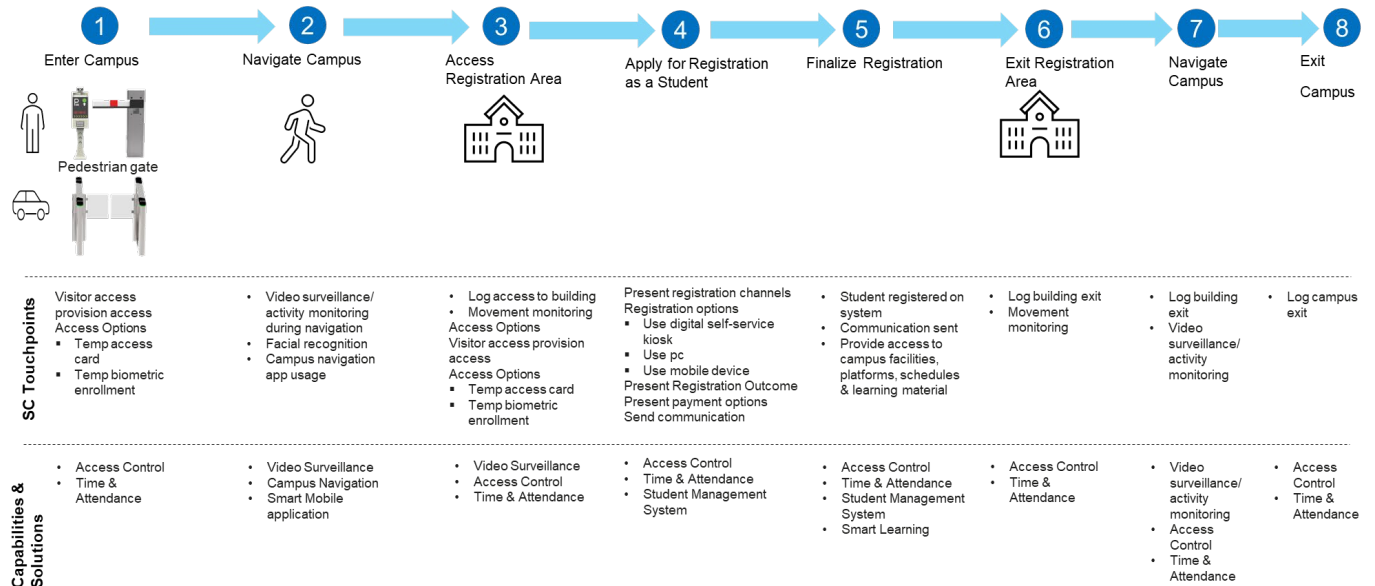 1
2
3
4
5
6
7
8
Enter Campus
Navigate Campus
Access
Registration Area
Apply for Registration
as a Student
Finalize Registration
Exit Registration
Area
Navigate
Campus
Exit
Campus
Pedestrian gate
SC Touchpoints
Visitor access
provision access
Access Options
▪ Temp access
card
▪ Temp biometric
enrollment
• Video surveillance/
activity monitoring
during navigation
• Facial recognition
• Campus navigation
app usage
• Log access to building
• Movement monitoring
Access Options
Visitor access provision
access
Access Options
▪ Temp access card
▪ Temp biometric
enrollment
Present registration channels
Registration options
▪ Use digital self-service
kiosk
▪ Use pc
▪ Use mobile device
Present Registration Outcome
Present payment options
Send communication
• Student registered on
system
• Communication sent
• Provide access to
campus facilities,
platforms, schedules
& learning material
• Log building exit
• Movement
monitoring
• Log building
exit
• Video
surveillance/
activity
monitoring
• Log campus
exit
Capabilities &
Solutions
• Access Control
• Time &
Attendance
• Video Surveillance
• Campus Navigation
• Smart Mobile
application
• Video Surveillance
• Access Control
• Time & Attendance
• Access Control
• Time & Attendance
• Student Management
System
• Access Control
• Time & Attendance
• Student Management
System
• Smart Learning
• Access Control
• Time &
Attendance
• Video
surveillance/
activity
monitoring
• Access
Control
• Time &
Attendance
• Access
Control
• Time &
Attendance